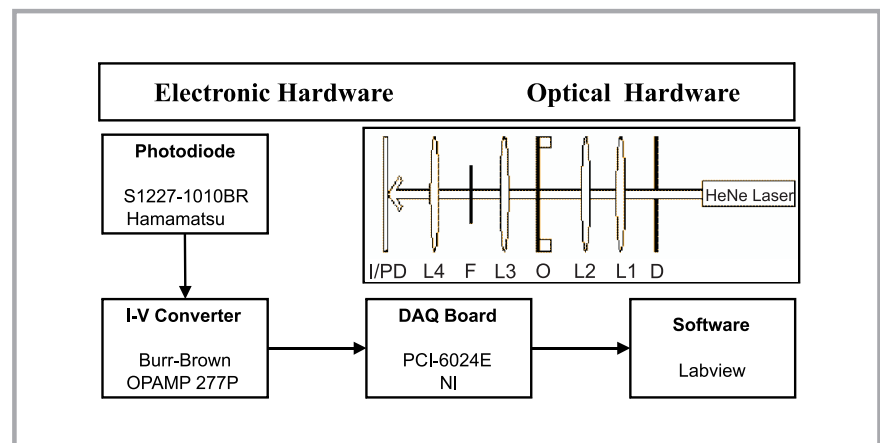 Electronic Hardware Optical Hardware
Photodiode
S1227-1010BR
Hamamatsu
HeNe Laser
I/PD L4 F L3 O L2 L1 D
I-V Converter
Burr-Brown
OPAMP 277P
DAQ Board
PCI-6024E
NI
Software
Labview